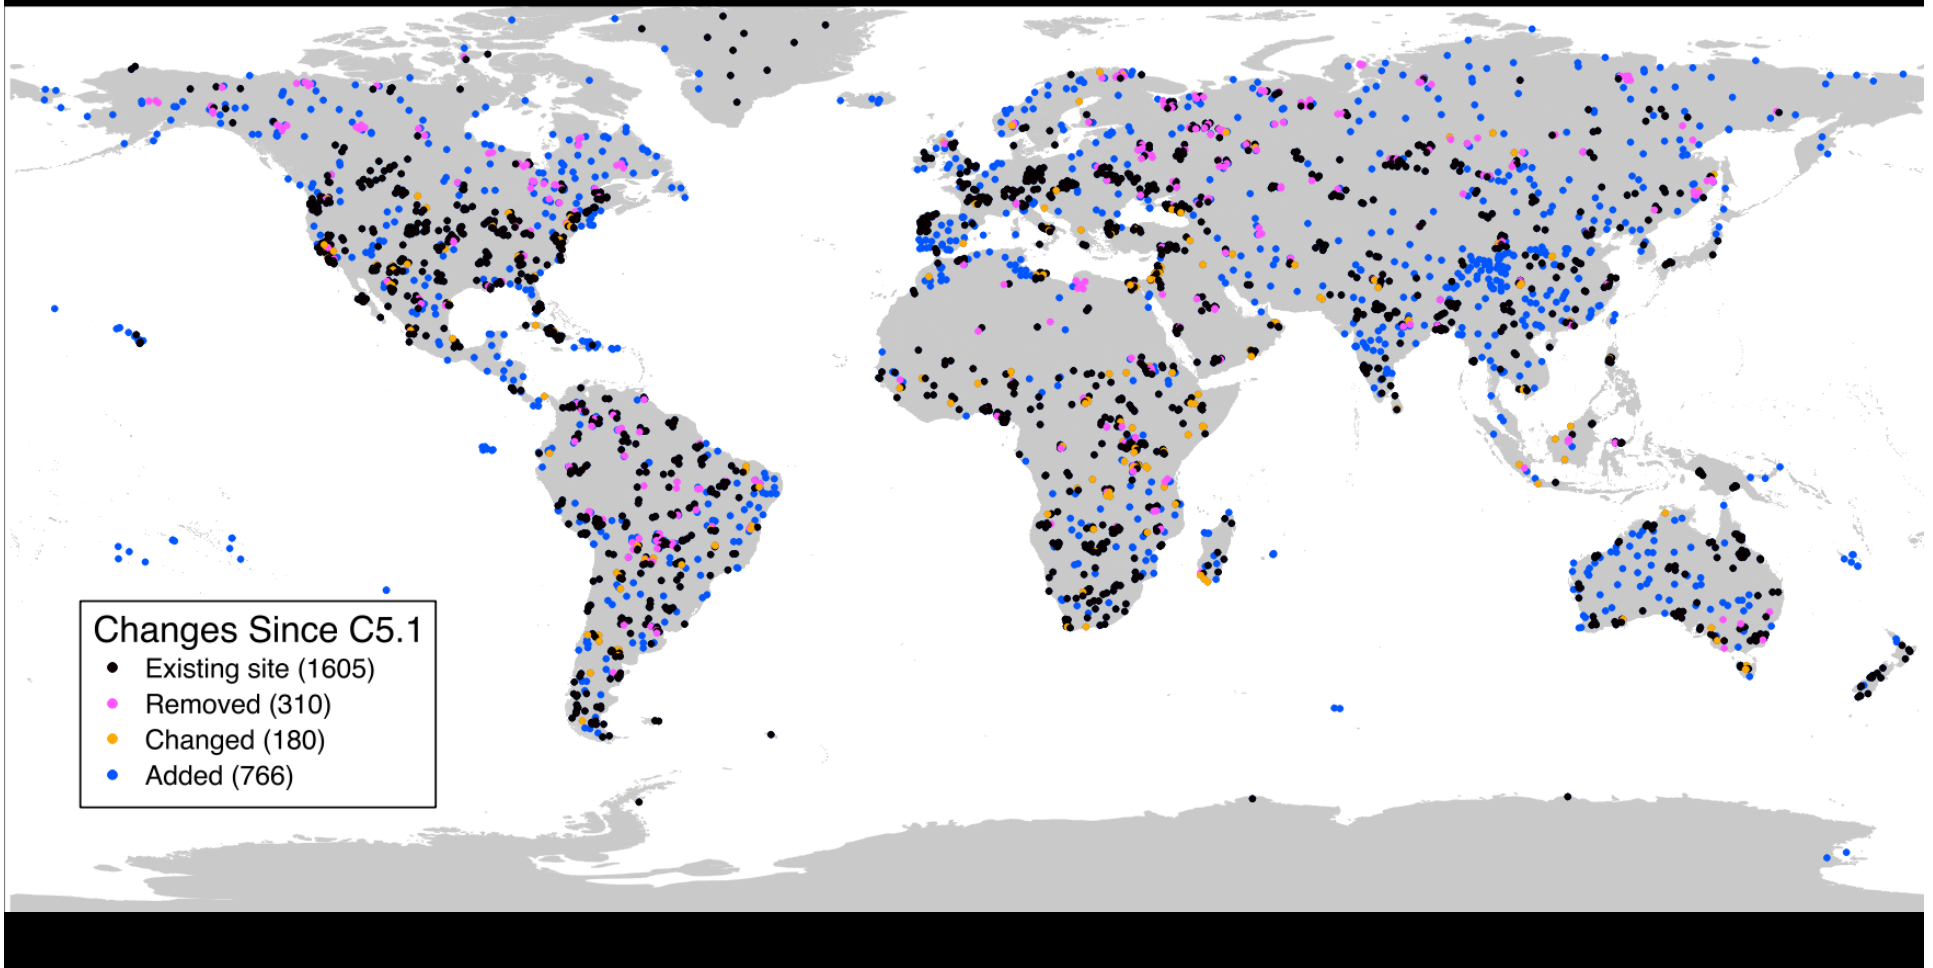 Changes Since C5.1
Existing site (1605)
Removed (310)
Changed (180)
Added (766)